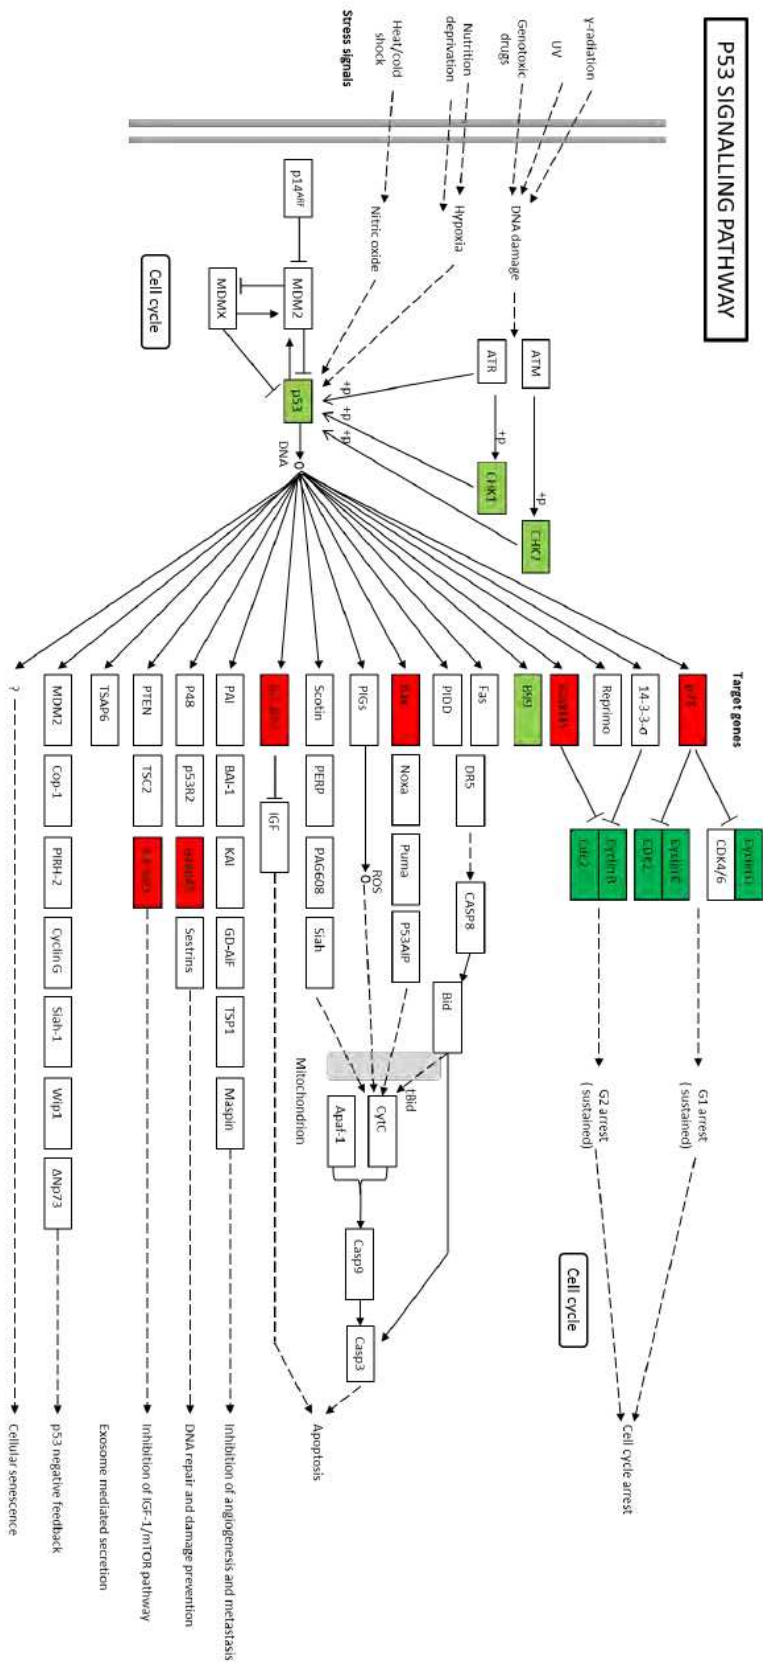 P53 SIGNALLING PATHWAY
Stress signals
γ-radiation
UV
Genotoxic
drugs
Nutrition
deprivation
Heat/cold
shock
DNA damage
Hypoxia
Nitric oxide
ATM
ATR
+p
+p
CHK1
CHK2
+p
+p
+p
p14ARF
MDM2
MDMX
p53
DNA
Cell cycle
Target genes
14-3-3-σ
Reprimo
Cyclin D
CDK4/6
Cyclin E
CDK2
Cyclin B
Cdc2
G1 arrest
( sustained)
G2 arrest
( sustained)
Cell cycle
Cell cycle arrest
Fas
DR5
CASP8
Bid
tBid
PIDD
Bax
Noxa
Puma
P53AIP
CytC
Apaf-1
Casp9
Casp3
Apoptosis
PIGs
ROS
Mitochondrion
Scotin
PERP
PAG608
Siah
IGF
PAI
BAI-1
KAI
GD-AiF
TSP1
Maspin
Inhibition of angiogenesis and metastasis
P48
p53R2
Sestrins
DNA repair and damage prevention
PTEN
TSC2
Inhibition of IGF-1/mTOR pathway
TSAP6
Exosome mediated secretion
MDM2
Cop-1
PIRH-2
Cyclin G
Siah-1
Wip1
ΔNp73
p53 negative feedback
?
Cellular senescence